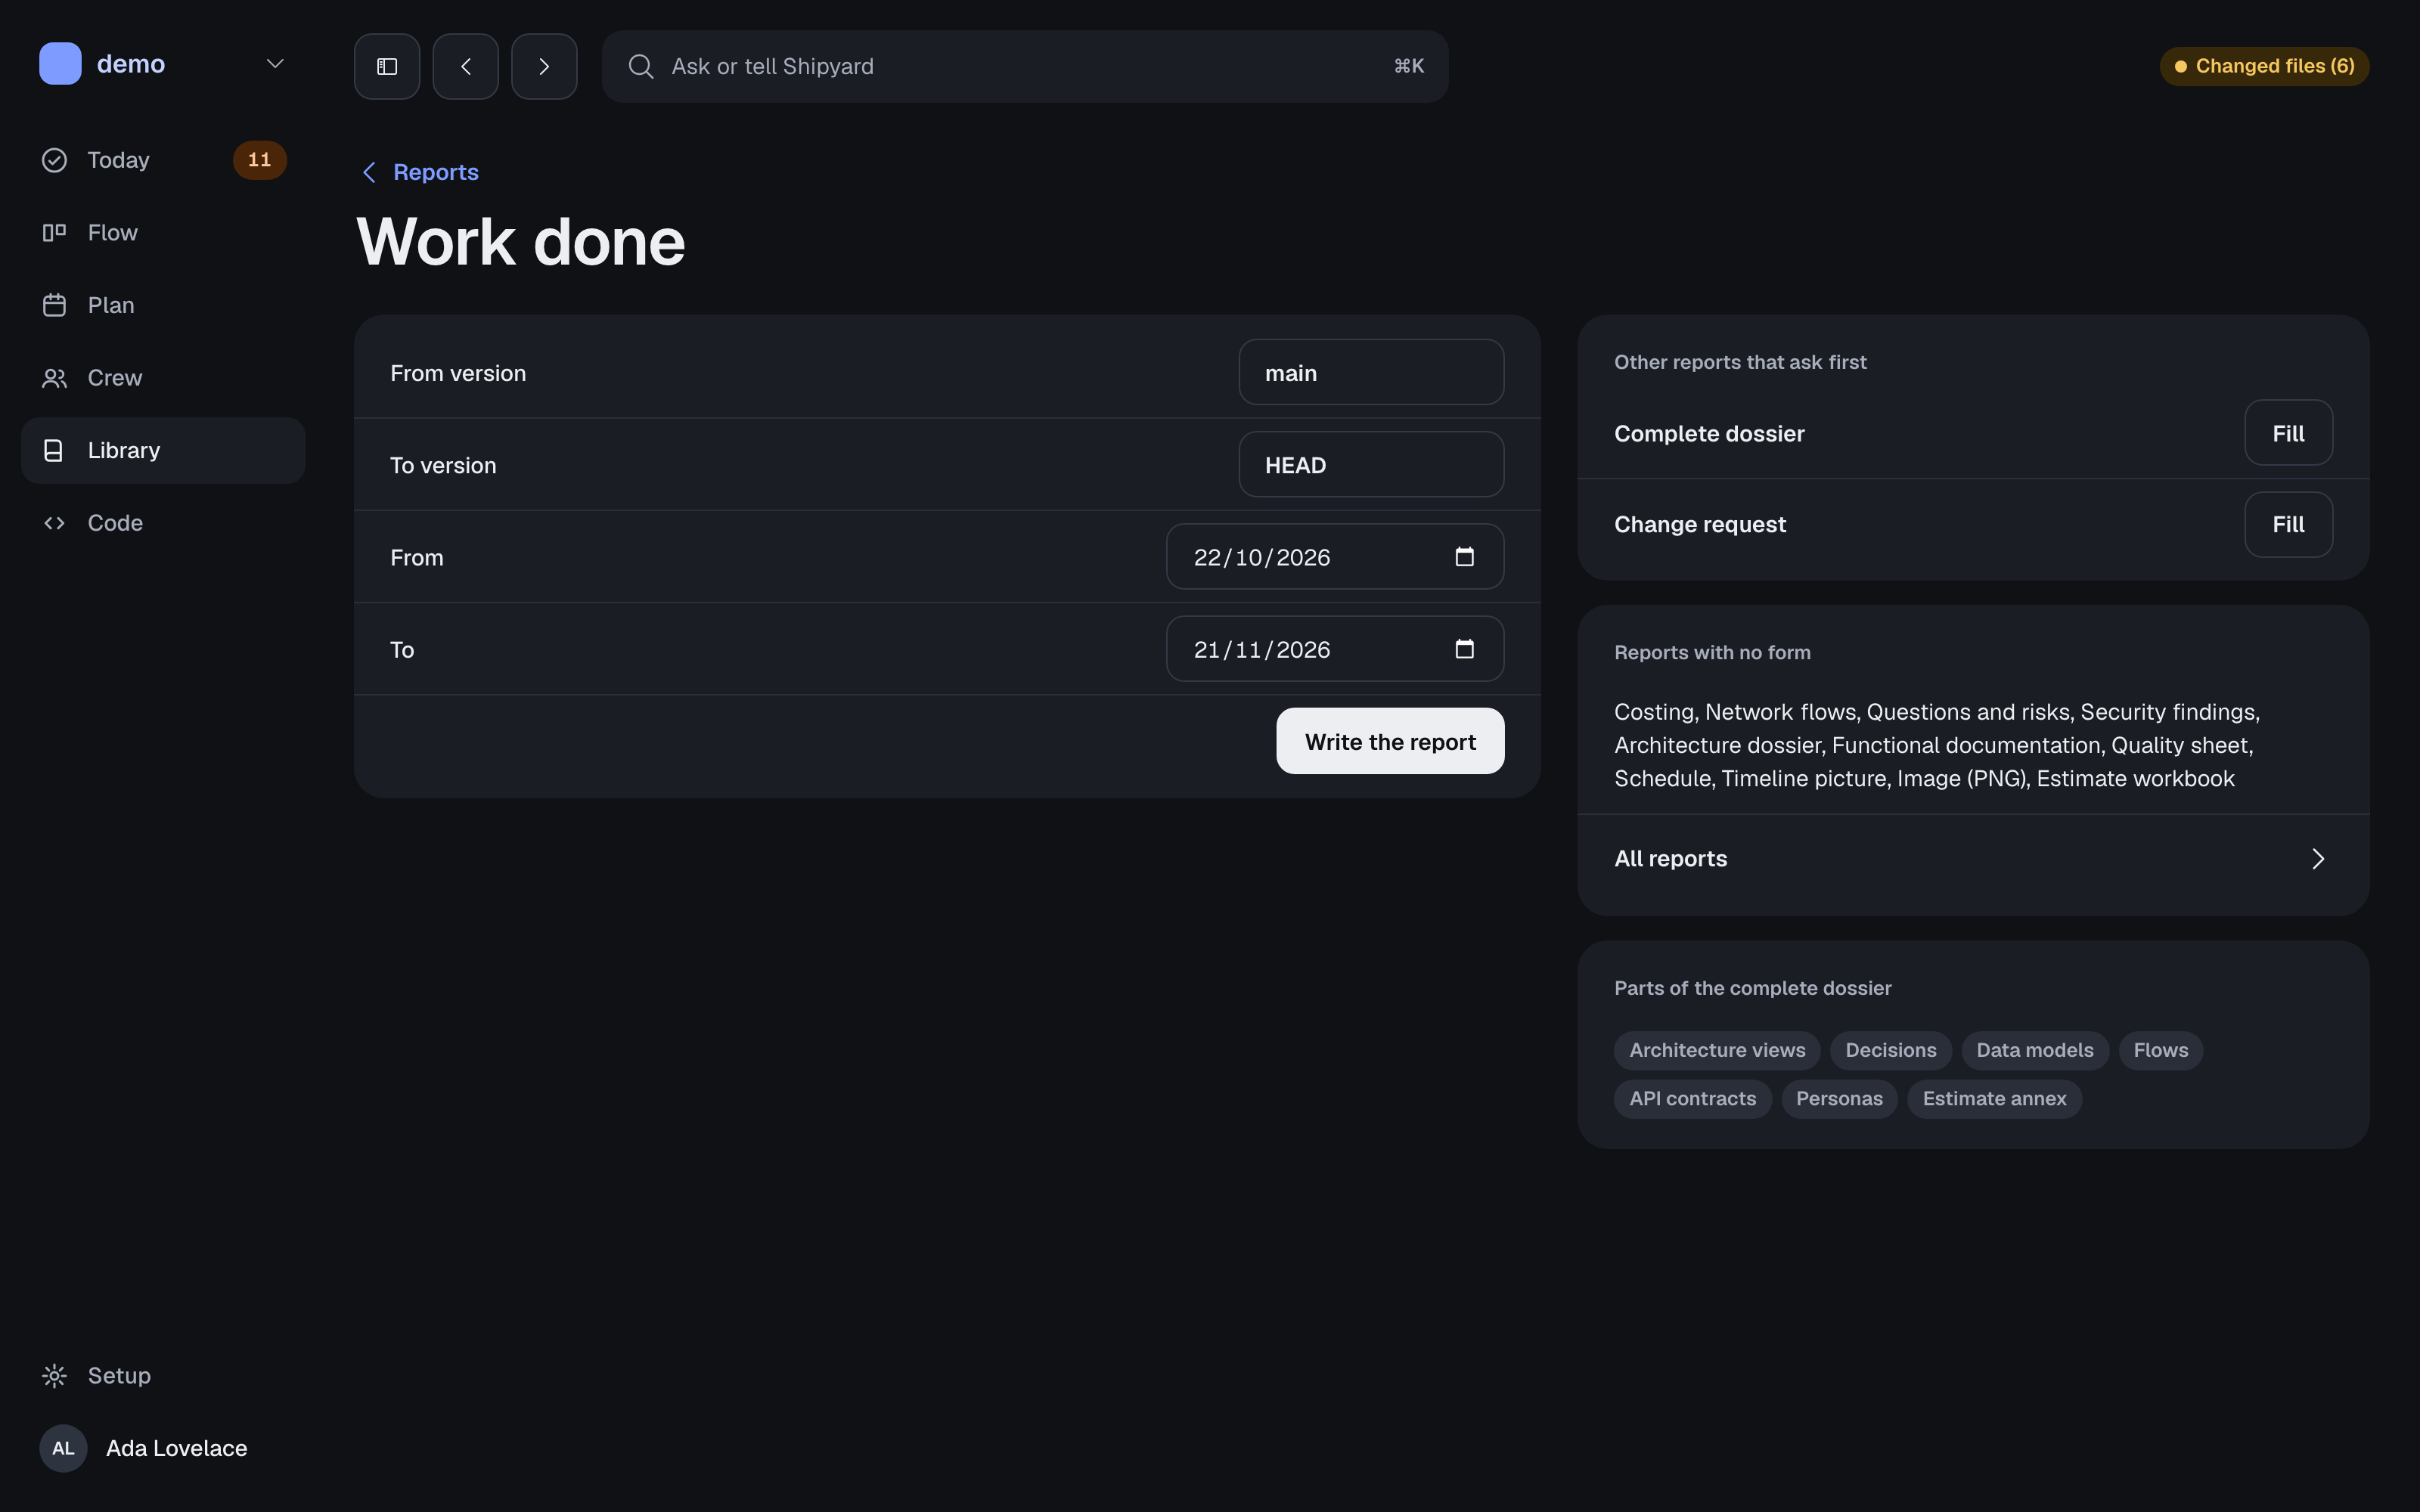 demo
Today 11
Flow
Plan
Crew
Library
Code
Setup
AL Ada Lovelace
Ask or tell Shipyard ⌘K
Changed files (6)
Reports
Work done
From version main
To version HEAD
From 22/10/2026
To 21/11/2026
Write the report
Other reports that ask first
Complete dossier Fill
Change request Fill
Reports with no form
Costing, Network flows, Questions and risks, Security findings,
Architecture dossier, Functional documentation, Quality sheet,
Schedule, Timeline picture, Image (PNG), Estimate workbook
All reports
Parts of the complete dossier
Architecture views Decisions Data models Flows
API contracts Personas Estimate annex